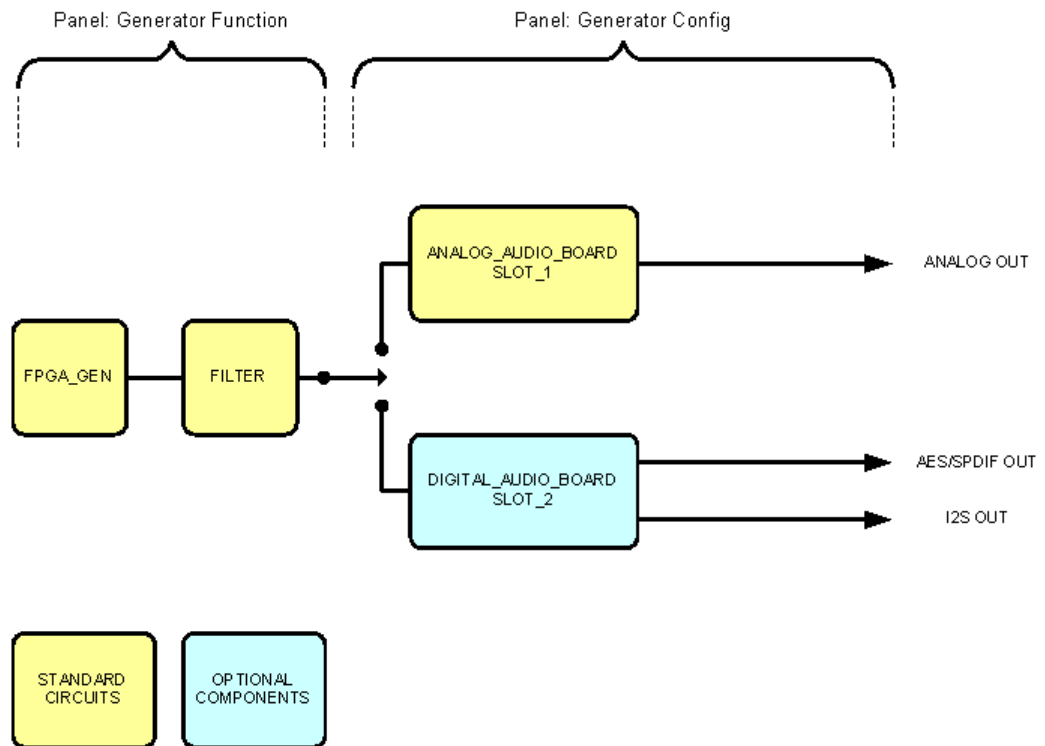 Panel: Generator Function
Panel: Generator Config
ANALOG_AUDIO_BOARD
SLOT_1
ANALOG OUT
FPGA_GEN
FILTER
DIGITAL_AUDIO_BOARD
SLOT_2
AES/SPDIF OUT
I2S OUT
STANDARD
CIRCUITS
OPTIONAL
COMPONENTS